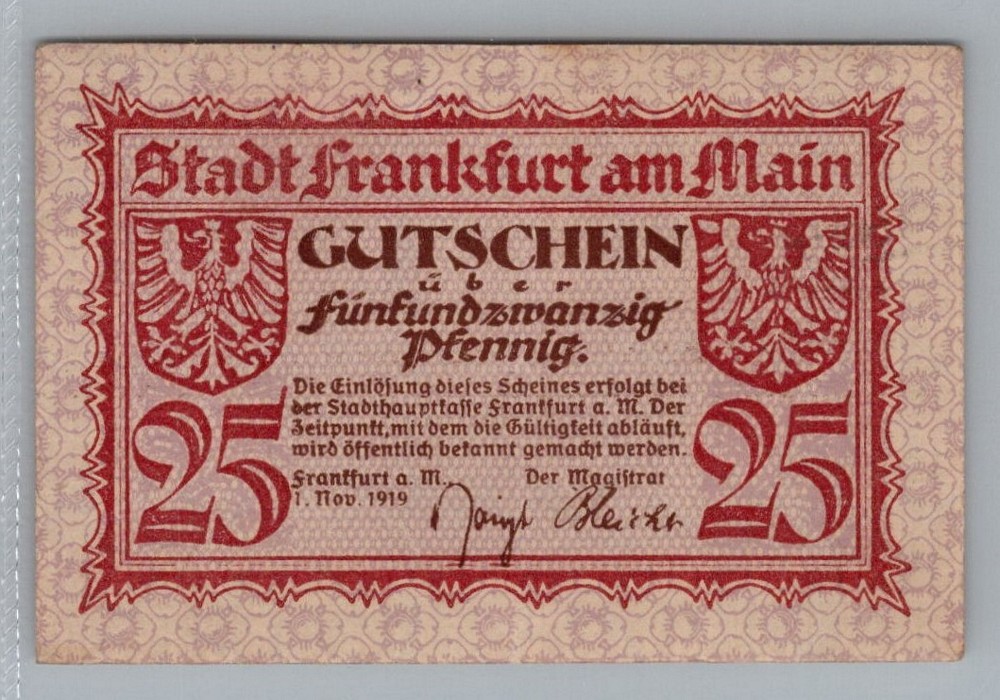 Stadt Frankfurt am Main
GUTSCHEIN
über
Fünfundzwanzig
Pfennig.
Die Einlösung dieses Scheines erfolgt bei
der Stadthauptkasse Frankfurt a. M. Der
Zeitpunkt, mit dem die Gültigkeit abläuft,
wird öffentlich bekannt gemacht werden.
Frankfurt a. M. Der Magistrat
1. Nov. 1919
Bleicher
25 25